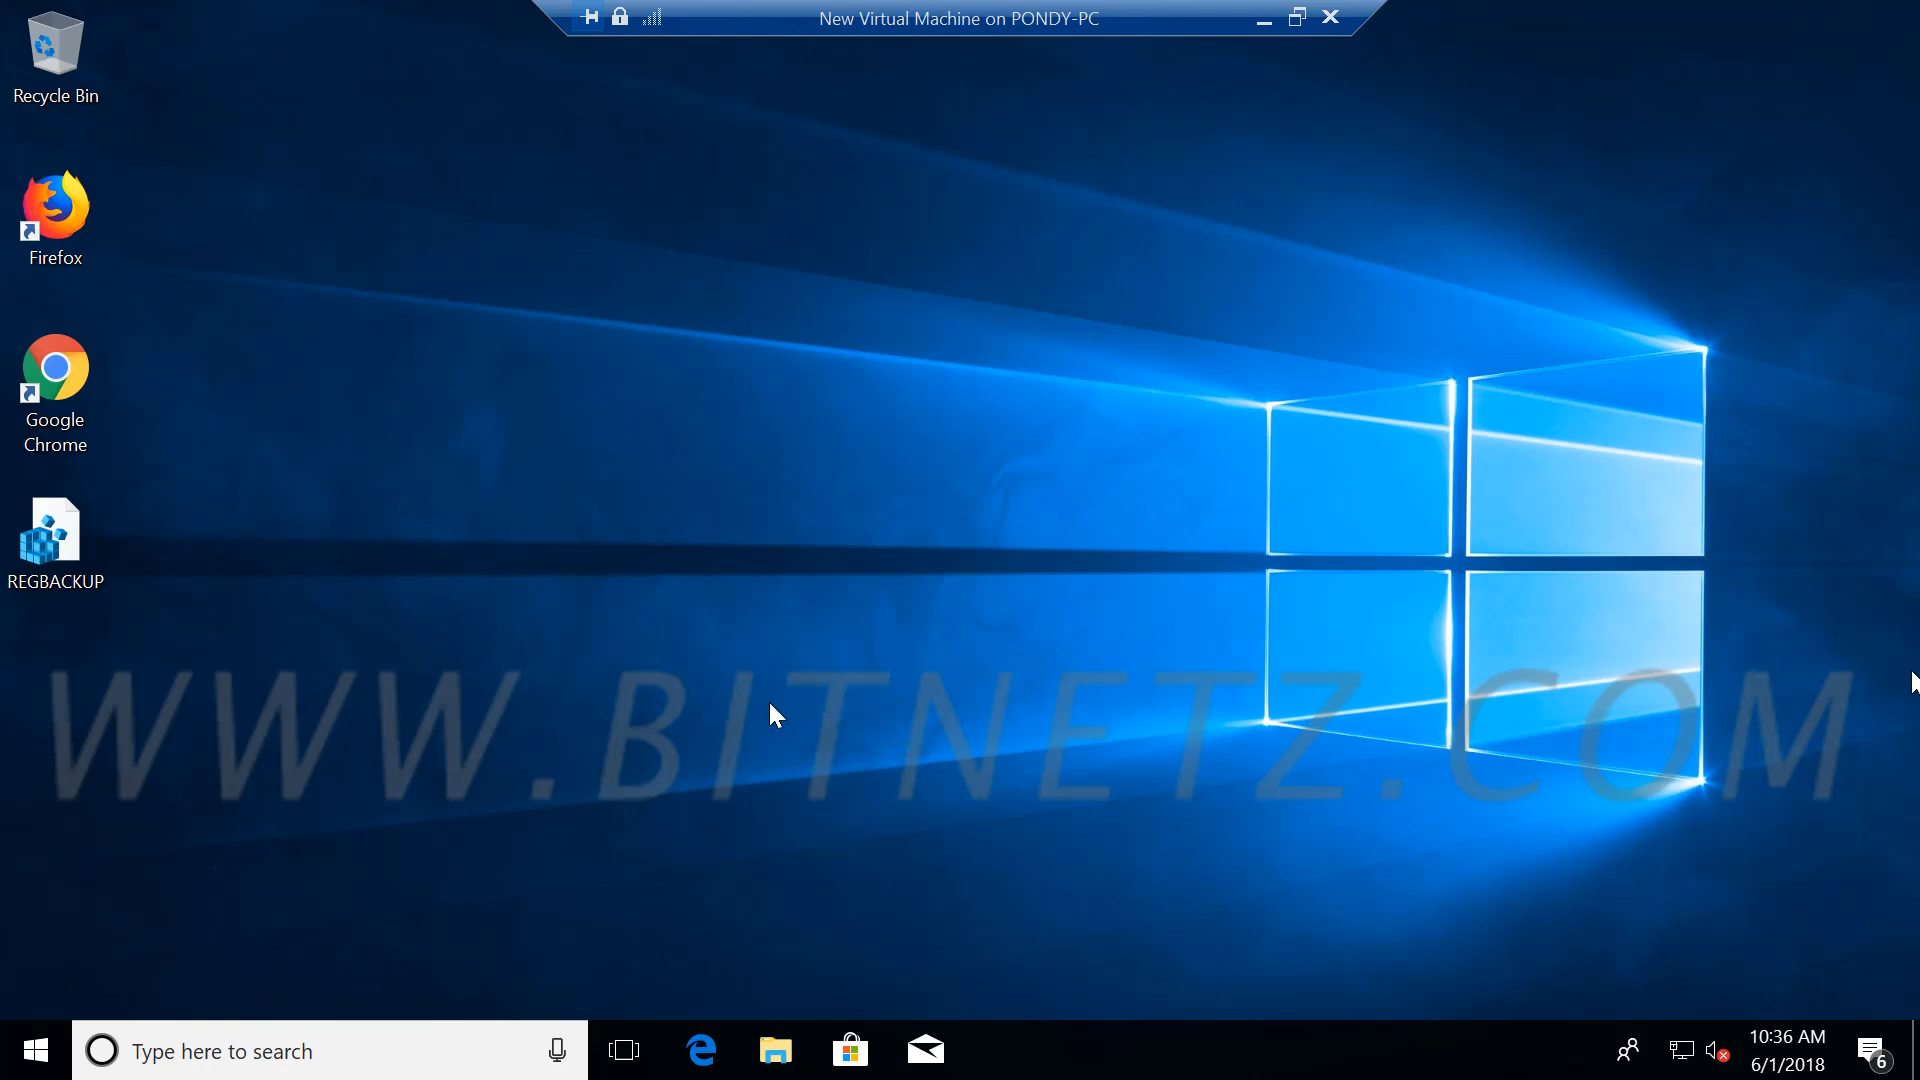 New Virtual Machine on PONDY-PC
Recycle Bin
Firefox
Google
Chrome
REGBACKUP
WWW.BITNETZ.COM
Type here to search
10:36 AM
6/1/2018
6